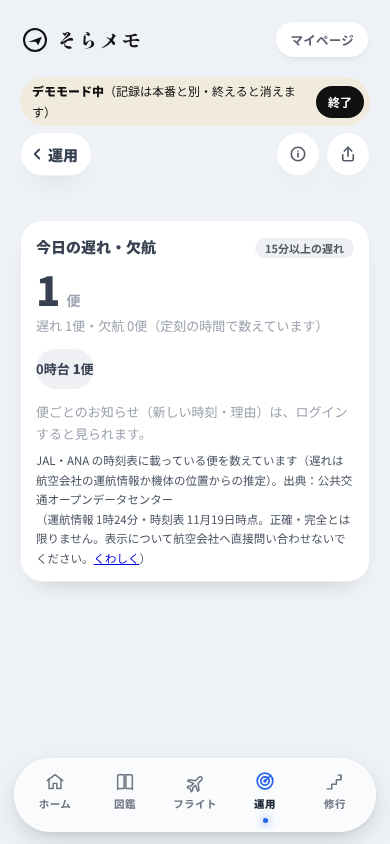 そらメモ
マイページ
デモモード中（記録は本番と別・終えると消えま
す）
終了
運用
今日の遅れ・欠航
15分以上の遅れ
1 便
遅れ 1便・欠航 0便（定刻の時間で数えています）
0時台 1便
便ごとのお知らせ（新しい時刻・理由）は、ログイン
すると見られます。
JAL・ANA の時刻表に載っている便を数えています（遅れは
航空会社の運航情報か機体の位置からの推定）。出典：公共交
通オープンデータセンター
（運航情報 1時24分・時刻表 11月19日時点。正確・完全とは
限りません。表示について航空会社へ直接問い合わせないで
ください。くわしく）
ホーム
図鑑
フライト
運用
修行